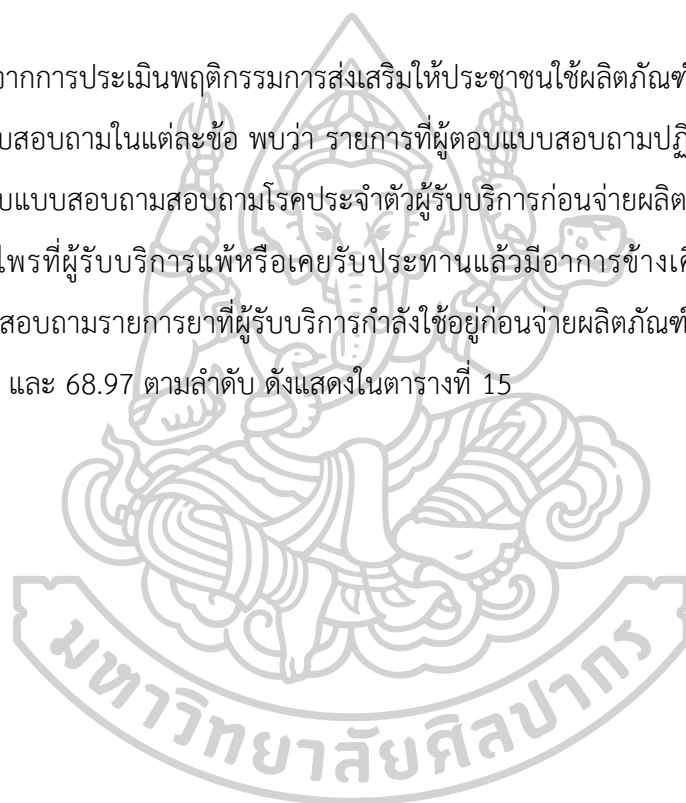 จากการประเมินพฤติกรรมการส่งเสริมให้ประชาชนใช้ผลิตภัณฑ์
บสอบถามในแต่ละข้อ พบว่า รายการที่ผู้ตอบแบบสอบถามปฏิ
บแบบสอบถามสอบถามโรคประจำตัวผู้รับบริการก่อนจ่ายผลิต
ไพรที่ผู้รับบริการแพ้หรือเคยรับประทานแล้วมีอาการข้างเคี
สอบถามรายการยาที่ผู้รับบริการกำลังใช้อยู่ก่อนจ่ายผลิตภัณฑ์
และ 68.97 ตามลำดับ ดังแสดงในตารางที่ 15
มหาวิทยาลัยศิลปากร